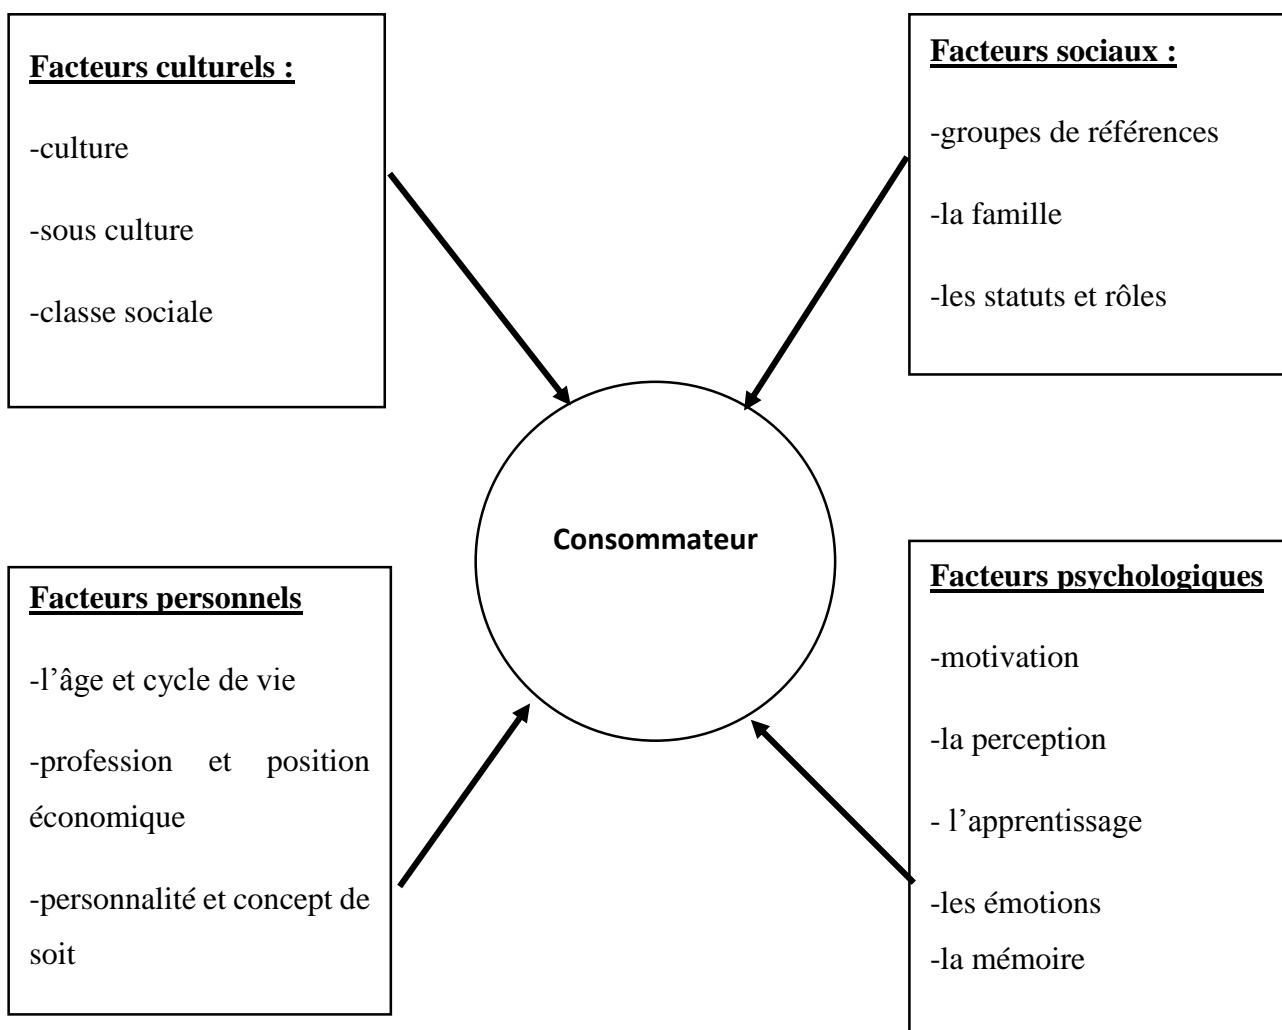 Facteurs culturels :
-culture
-sous culture
-classe sociale
Facteurs sociaux :
-groupes de références
-la famille
-les statuts et rôles
Consommateur
Facteurs personnels
-l’âge et cycle de vie
-profession et position
économique
-personnalité et concept de
soit
Facteurs psychologiques
-motivation
-la perception
- l’apprentissage
-les émotions
-la mémoire